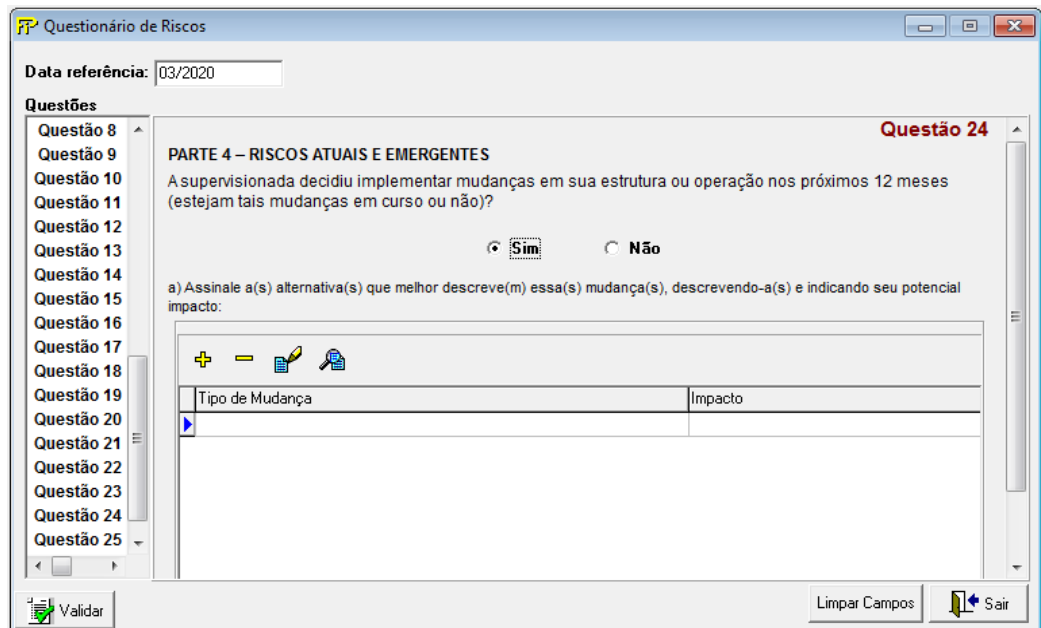 Questionário de Riscos
Data referência: 03/2020
Questões
Questão 8
Questão 9
Questão 10
Questão 11
Questão 12
Questão 13
Questão 14
Questão 15
Questão 16
Questão 17
Questão 18
Questão 19
Questão 20
Questão 21
Questão 22
Questão 23
Questão 24
Questão 25
Questão 24
PARTE 4 – RISCOS ATUAIS E EMERGENTES
A supervisionada decidiu implementar mudanças em sua estrutura ou operação nos próximos 12 meses
(estejam tais mudanças em curso ou não)?
Sim Não
a) Assinale a(s) alternativa(s) que melhor descreve(m) essa(s) mudança(s), descrevendo-a(s) e indicando seu potencial
impacto:
Tipo de Mudança Impacto
Validar Limpar Campos Sair